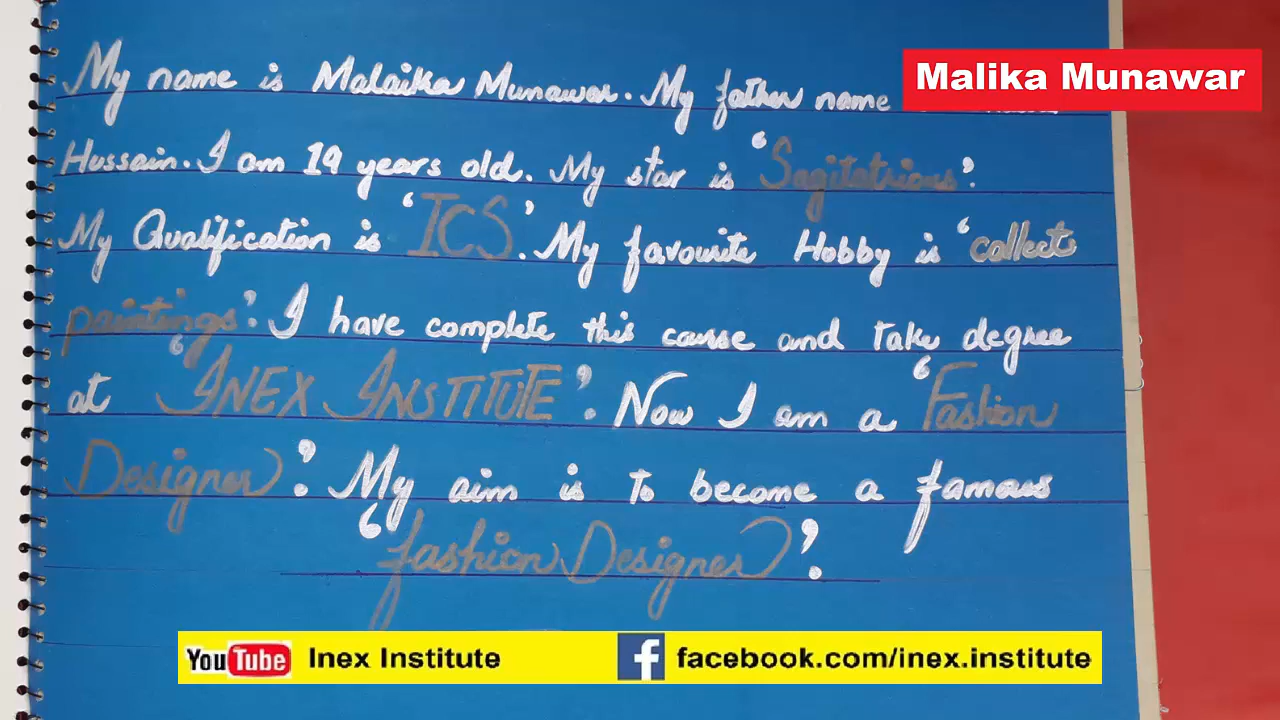 Malika Munawar
My name is Malaika Munawar. My father name
Hussain. I am 19 years old. My star is ‘Sagitatrious’.
My Qualification is ‘ICS’. My favourite Hobby is ‘collect
paintings’. I have complete this course and take degree
at ‘INEX INSTITUTE’. Now I am a ‘Fashion
Designer’. My aim is to become a famous
‘fashion Designer’.
YouTube Inex Institute f facebook.com/inex.institute